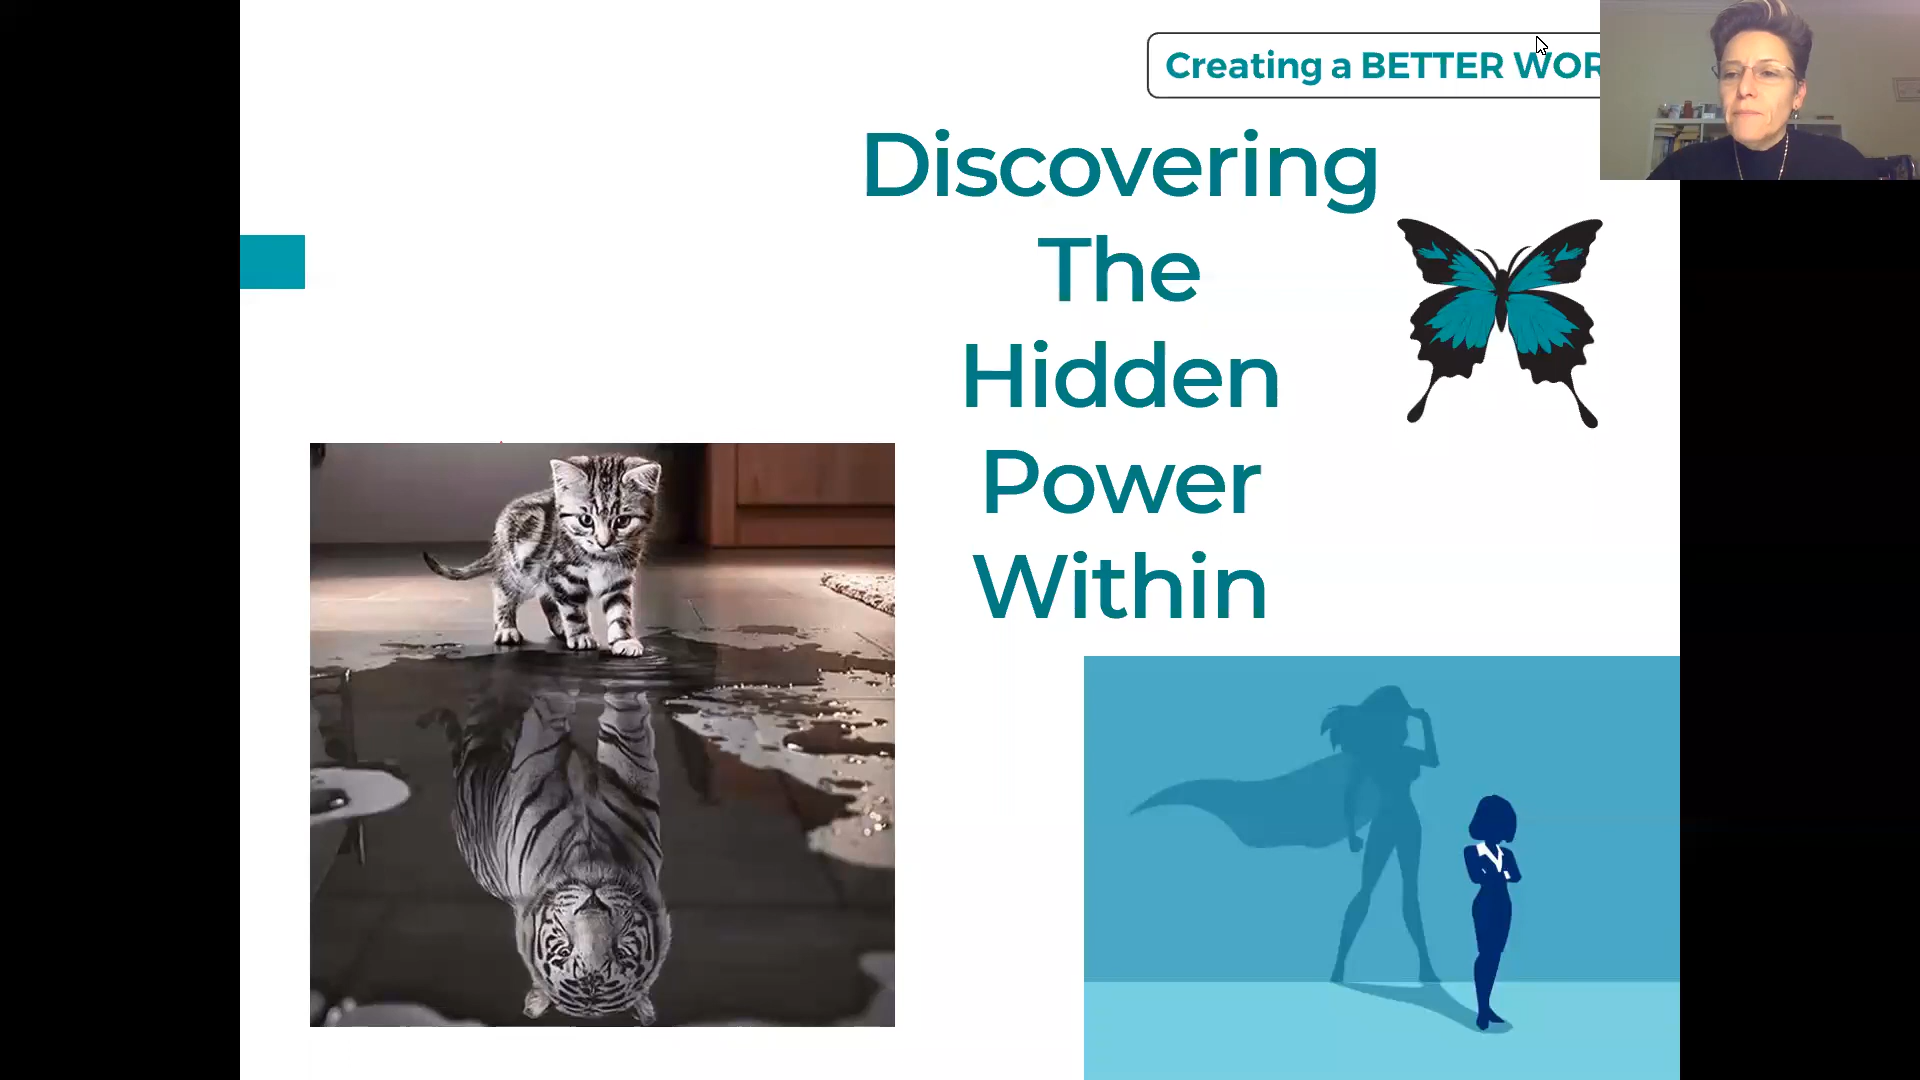 Creating a BETTER WOR
Discovering
The
Hidden
Power
Within